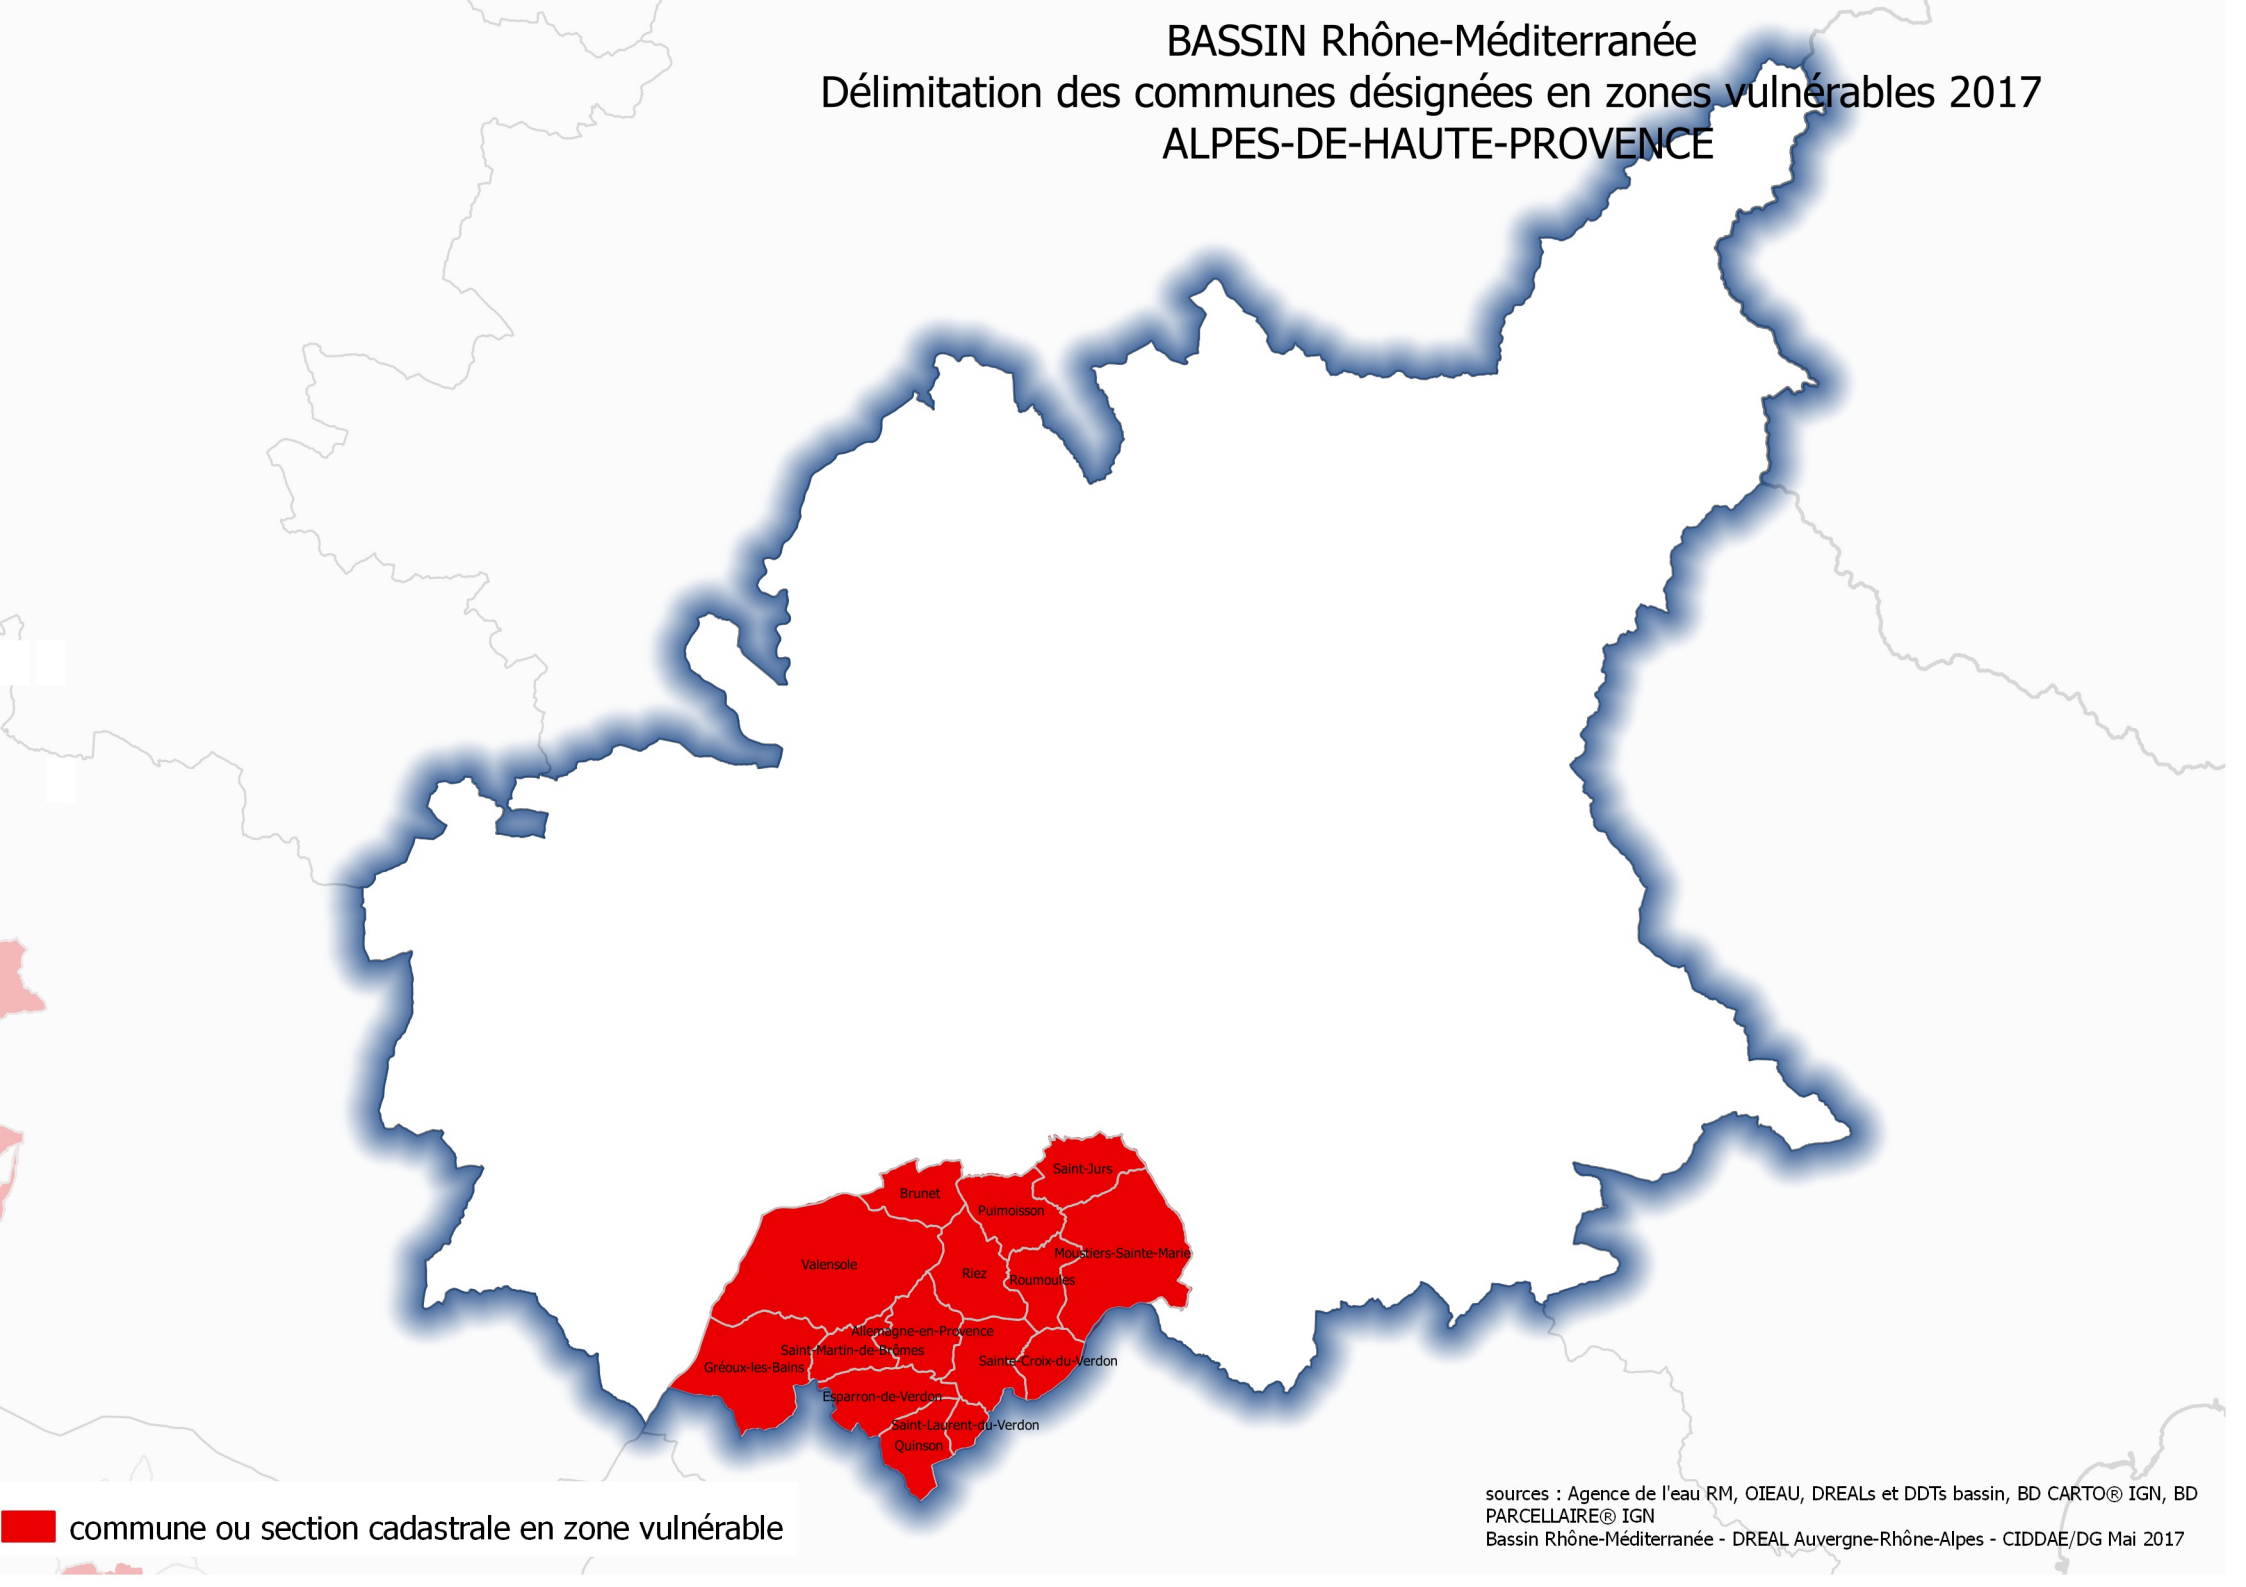 BASSIN Rhône-Méditerranée
Délimitation des communes désignées en zones vulnérables 2017
ALPES-DE-HAUTE-PROVENCE
Saint-Jurs
Brunet
Puimoisson
Moustiers-Sainte-Marie
Valensole
Riez
Roumoules
Allemagne-en-Provence
Saint-Martin-de-Brômes
Sainte-Croix-du-Verdon
Gréoux-les-Bains
Esparron-de-Verdon
Saint-Laurent-du-Verdon
Quinson
commune ou section cadastrale en zone vulnérable
sources : Agence de l'eau RM, OIEAU, DREALs et DDTs bassin, BD CARTO® IGN, BD
PARCELLAIRE® IGN
Bassin Rhône-Méditerranée - DREAL Auvergne-Rhône-Alpes - CIDDAE/DG Mai 2017